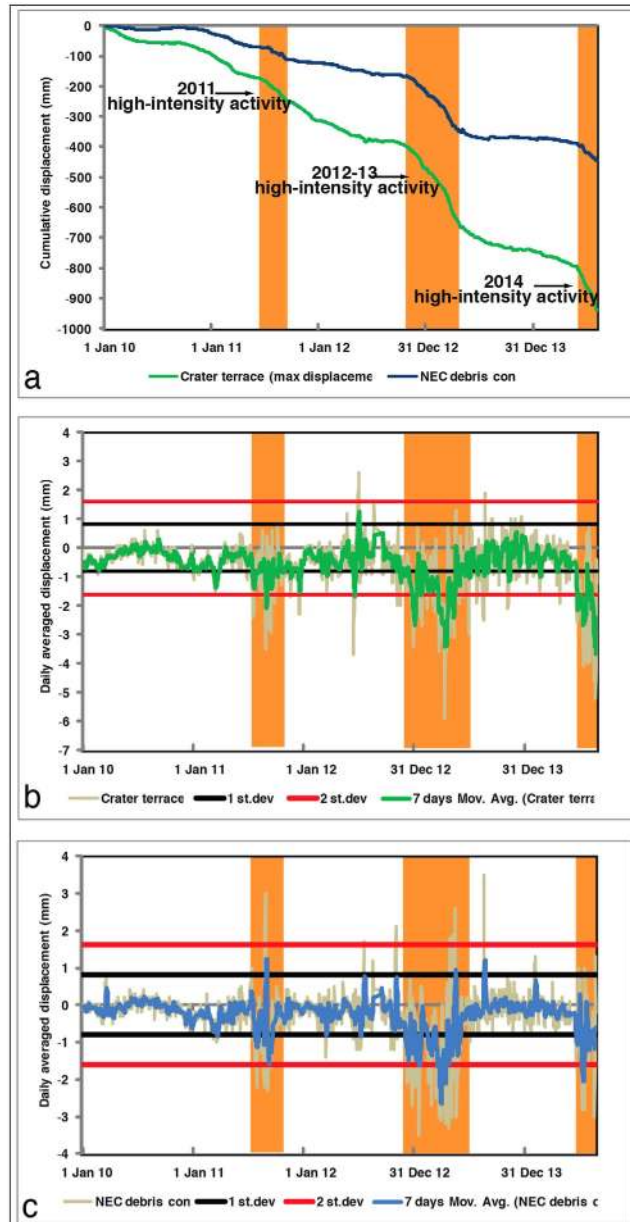 0
-100
-200
-300
-400
-500
-600
-700
-800
-900
-1000
Cumulative displacement (mm)
2011
high-intensity activity
2012-13
high-intensity activity
2014
high-intensity activity
1 Jan 10 1 Jan 11 1 Jan 12 31 Dec 12 31 Dec 13
a
Crater terrace (max displaceme NEC debris con
4
3
2
1
0
-1
-2
-3
-4
-5
-6
-7
Daily averaged displacement (mm)
1 Jan 10 1 Jan 11 1 Jan 12 31 Dec 12 31 Dec 13
b
Crater terrace 1 st.dev 2 st.dev 7 days Mov. Avg. (Crater terra
4
3
2
1
0
-1
-2
-3
-4
Daily averaged displacement (mm)
1 Jan 10 1 Jan 11 1 Jan 12 31 Dec 12 31 Dec 13
c
NEC debris con 1 st.dev 2 st.dev 7 days Mov. Avg. (NEC debris c